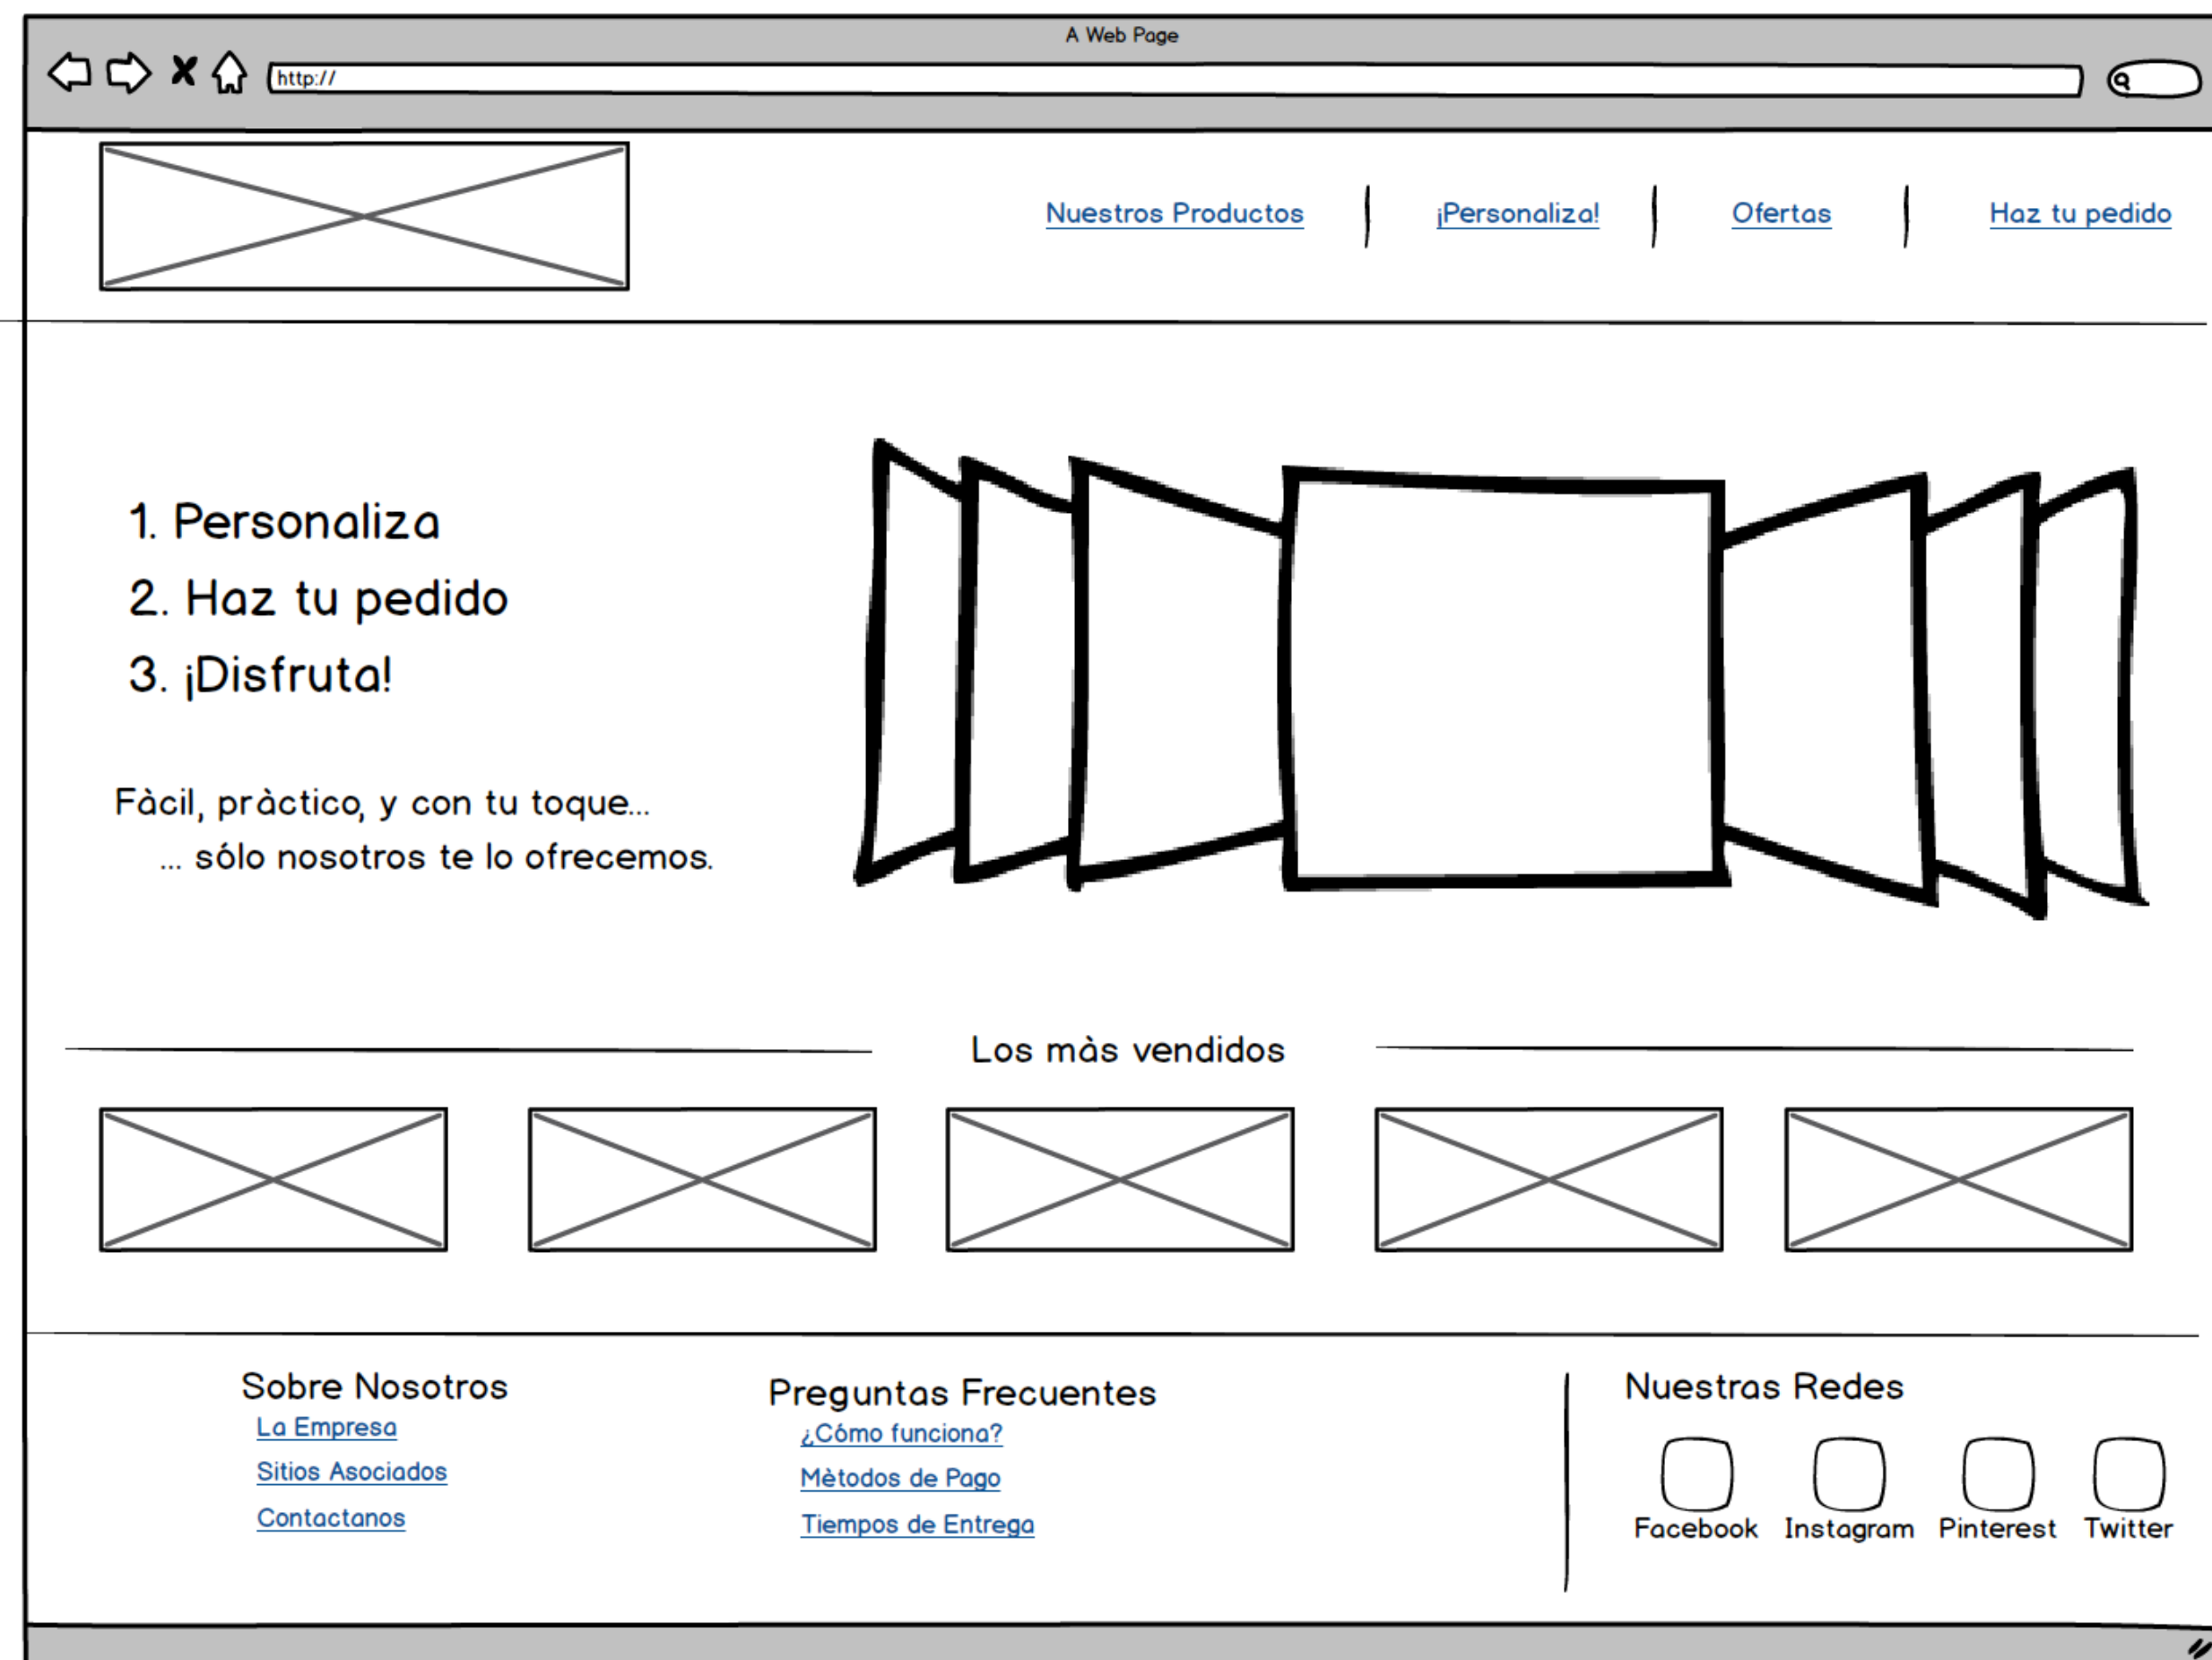 A Web Page
http://
Nuestros Productos
¡Personaliza!
Ofertas
Haz tu pedido
1. Personaliza
2. Haz tu pedido
3. ¡Disfruta!
Fàcil, pràctico, y con tu toque...
... sólo nosotros te lo ofrecemos.
Los màs vendidos
Sobre Nosotros
La Empresa
Sitios Asociados
Contactanos
Preguntas Frecuentes
¿Cómo funciona?
Mètodos de Pago
Tiempos de Entrega
Nuestras Redes
Facebook
Instagram
Pinterest
Twitter